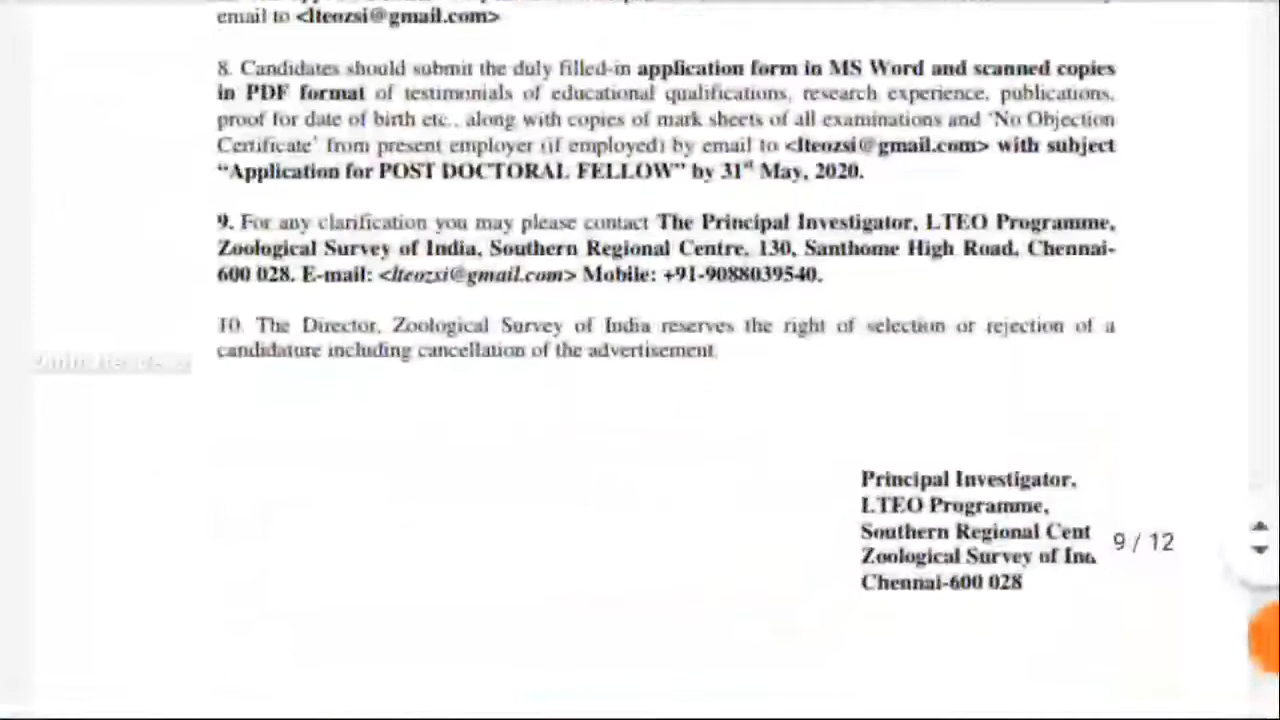 email to <lteozsi@gmail.com>
8. Candidates should submit the duly filled-in application form in MS Word and scanned copies
in PDF format of testimonials of educational qualifications, research experience, publications,
proof for date of birth etc., along with copies of mark sheets of all examinations and 'No Objection
Certificate' from present employer (if employed) by email to <lteozsi@gmail.com> with subject
"Application for POST DOCTORAL FELLOW" by 31st May, 2020.
9. For any clarification you may please contact The Principal Investigator, LTEO Programme,
Zoological Survey of India, Southern Regional Centre, 130, Santhome High Road, Chennai-
600 028. E-mail: <lteozsi@gmail.com> Mobile: +91-9088039540.
10. The Director, Zoological Survey of India reserves the right of selection or rejection of a
candidature including cancellation of the advertisement.
Principal Investigator,
LTEO Programme,
Southern Regional Cent
Zoological Survey of
Chennai-600 028
9 / 12